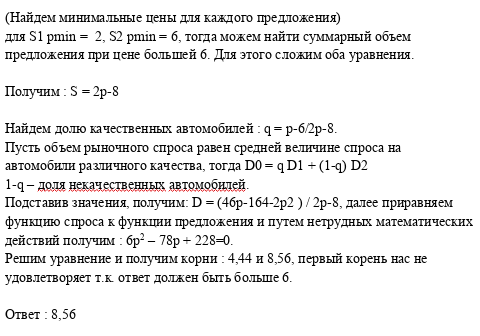 (Найдем минимальные цены для каждого предложения)
для S1 pmin =  2, S2 pmin = 6, тогда можем найти суммарный объем
предложения при цене большей 6. Для этого сложим оба уравнения.
Получим : S = 2p-8
Найдем долю качественных автомобилей : q = p-6/2p-8.
Пусть объем рыночного спроса равен средней величине спроса на
автомобили различного качества, тогда D0 = q D1 + (1-q) D2
1-q – доля некачественных автомобилей.
Подставив значения, получим: D = (46p-164-2p2 ) / 2p-8, далее приравняем
функцию спроса к функции предложения и путем нетрудных математических
действий получим : 6p² – 78p + 228=0.
Решим уравнение и получим корни : 4,44 и 8,56, первый корень нас не
удовлетворяет т.к. ответ должен быть больше 6.
Ответ : 8,56